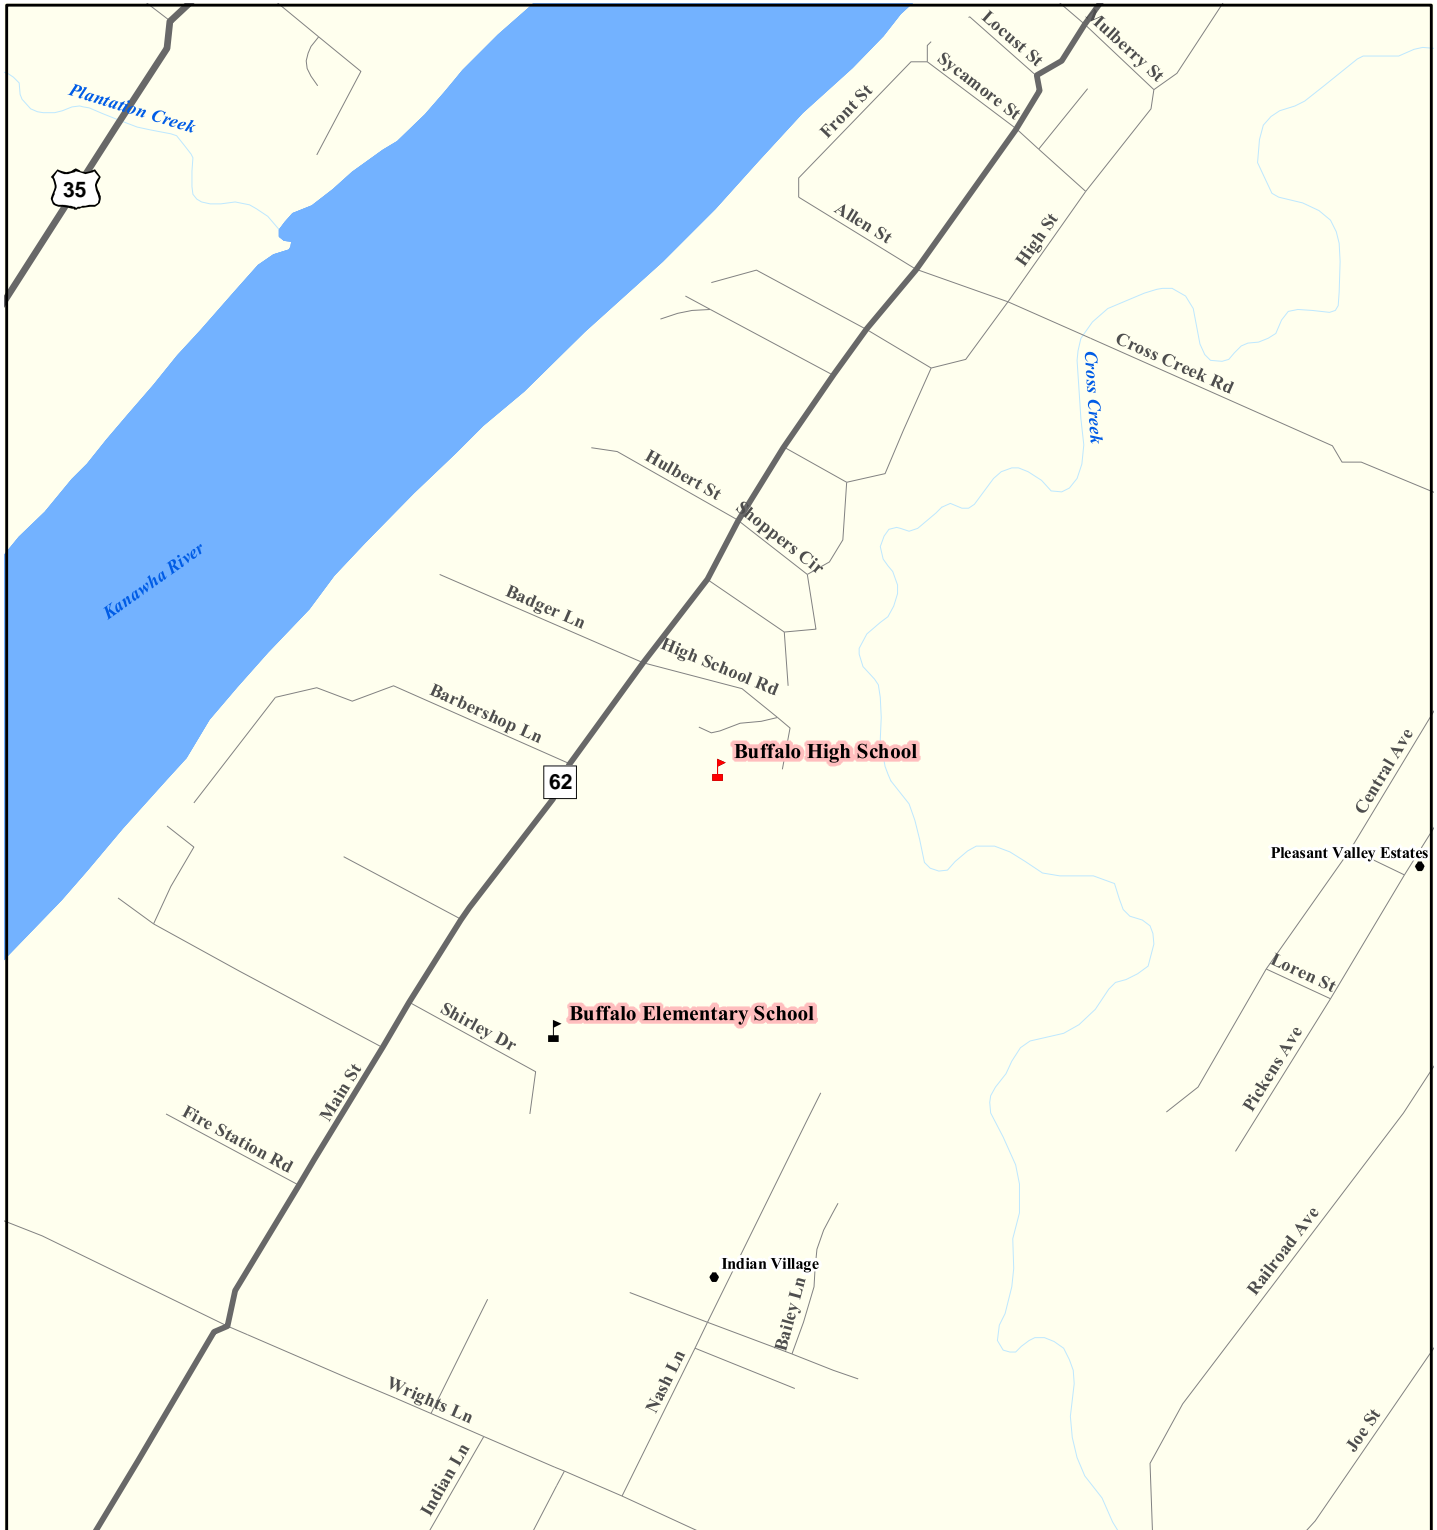 Locust St
Mulberry St
Sycamore St
Plantation Creek
Front St
35
Allen St
High St
Cross Creek Rd
Cross Creek
Hulbert St
Shoppers Cir
Kanawha River
Badger Ln
High School Rd
Barbershop Ln
Buffalo High School
62
Central Ave
Pleasant Valley Estates
Loren St
Buffalo Elementary School
Shirley Dr
Main St
Pickens Ave
Fire Station Rd
Railroad Ave
Indian Village
Bailey Ln
Nash Ln
Wrights Ln
Joe St
Indian Ln